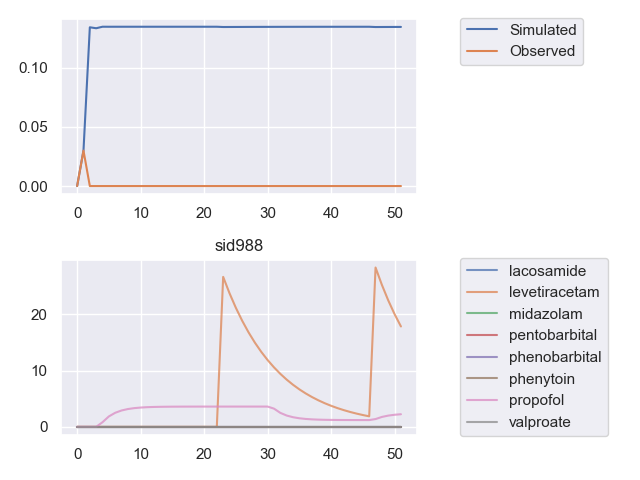 Simulated
Observed
0.10
0.05
0.00
0 10 20 30 40 50
sid988
lacosamide
levetiracetam
midazolam
pentobarbital
phenobarbital
phenytoin
propofol
valproate
20
10
0
0 10 20 30 40 50